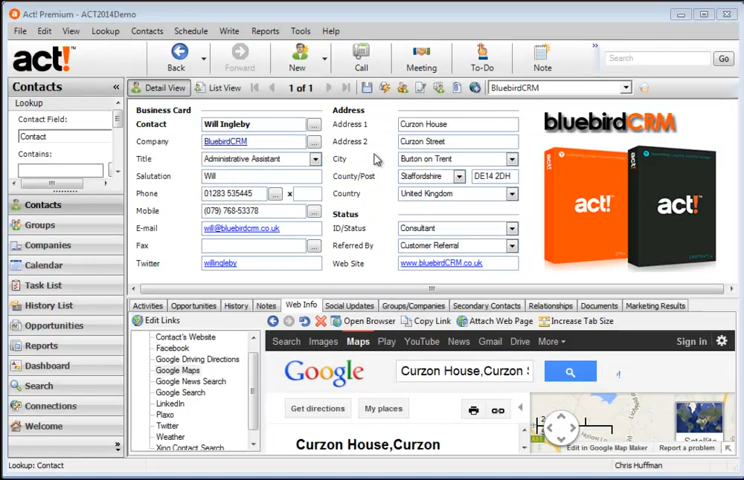 Act! Premium - ACT2014Demo
File Edit View Lookup Contacts Schedule Write Reports Tools Help
act! Back Forward New Call Meeting To-Do Note Search Go
Contacts «
Detail View List View 1 of 1 BluebirdCRM
Lookup
Contact Field:
Contact
Contains:
Contacts
Groups
Companies
Calendar
Task List
History List
Opportunities
Reports
Dashboard
Search
Connections
Welcome
Business Card
Contact Will Ingleby
Company BluebirdCRM
Title Administrative Assistant
Salutation Will
Phone 01283 535445 x
Mobile (079) 768-53378
E-mail will@bluebirdcrm.co.uk
Fax
Twitter willingleby
Address
Address 1 Curzon House
Address 2 Curzon Street
City Burton on Trent
County/Post Staffordshire DE14 2DH
Country United Kingdom
Status
ID/Status Consultant
Referred By Customer Referral
Web Site www.bluebirdCRM.co.uk
bluebirdCRM
act! act!
Activities Opportunities History Notes Web Info Social Updates Groups/Companies Secondary Contacts Relationships Documents Marketing Results
Edit Links Open Browser Copy Link Attach Web Page Increase Tab Size
Contact's Website
Facebook
Google Driving Directions
Google Maps
Google News Search
Google Search
LinkedIn
Plaxo
Twitter
Weather
Xing Contact Search
Search Images Maps Play YouTube News Gmail Drive More Sign in
Google Curzon House,Curzon S
Get directions My places
Curzon House,Curzon
Satellite
Edit in Google Map Maker Report a problem
Lookup: Contact Chris Huffman